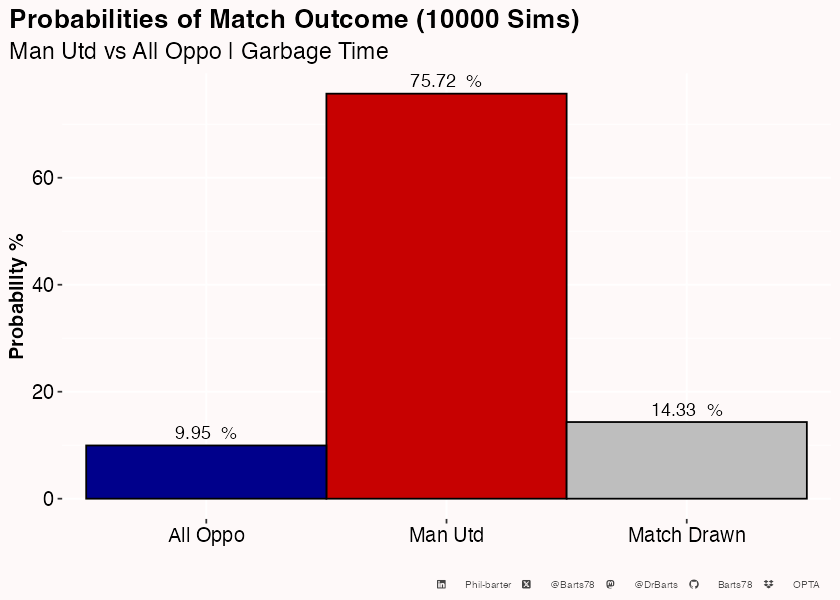 Probabilities of Match Outcome (10000 Sims)
Man Utd vs All Oppo | Garbage Time
75.72 %
60
40
20
0
Probability %
9.95 %
14.33 %
All Oppo Man Utd Match Drawn
Phil-barter @Barts78 @DrBarts Barts78 OPTA